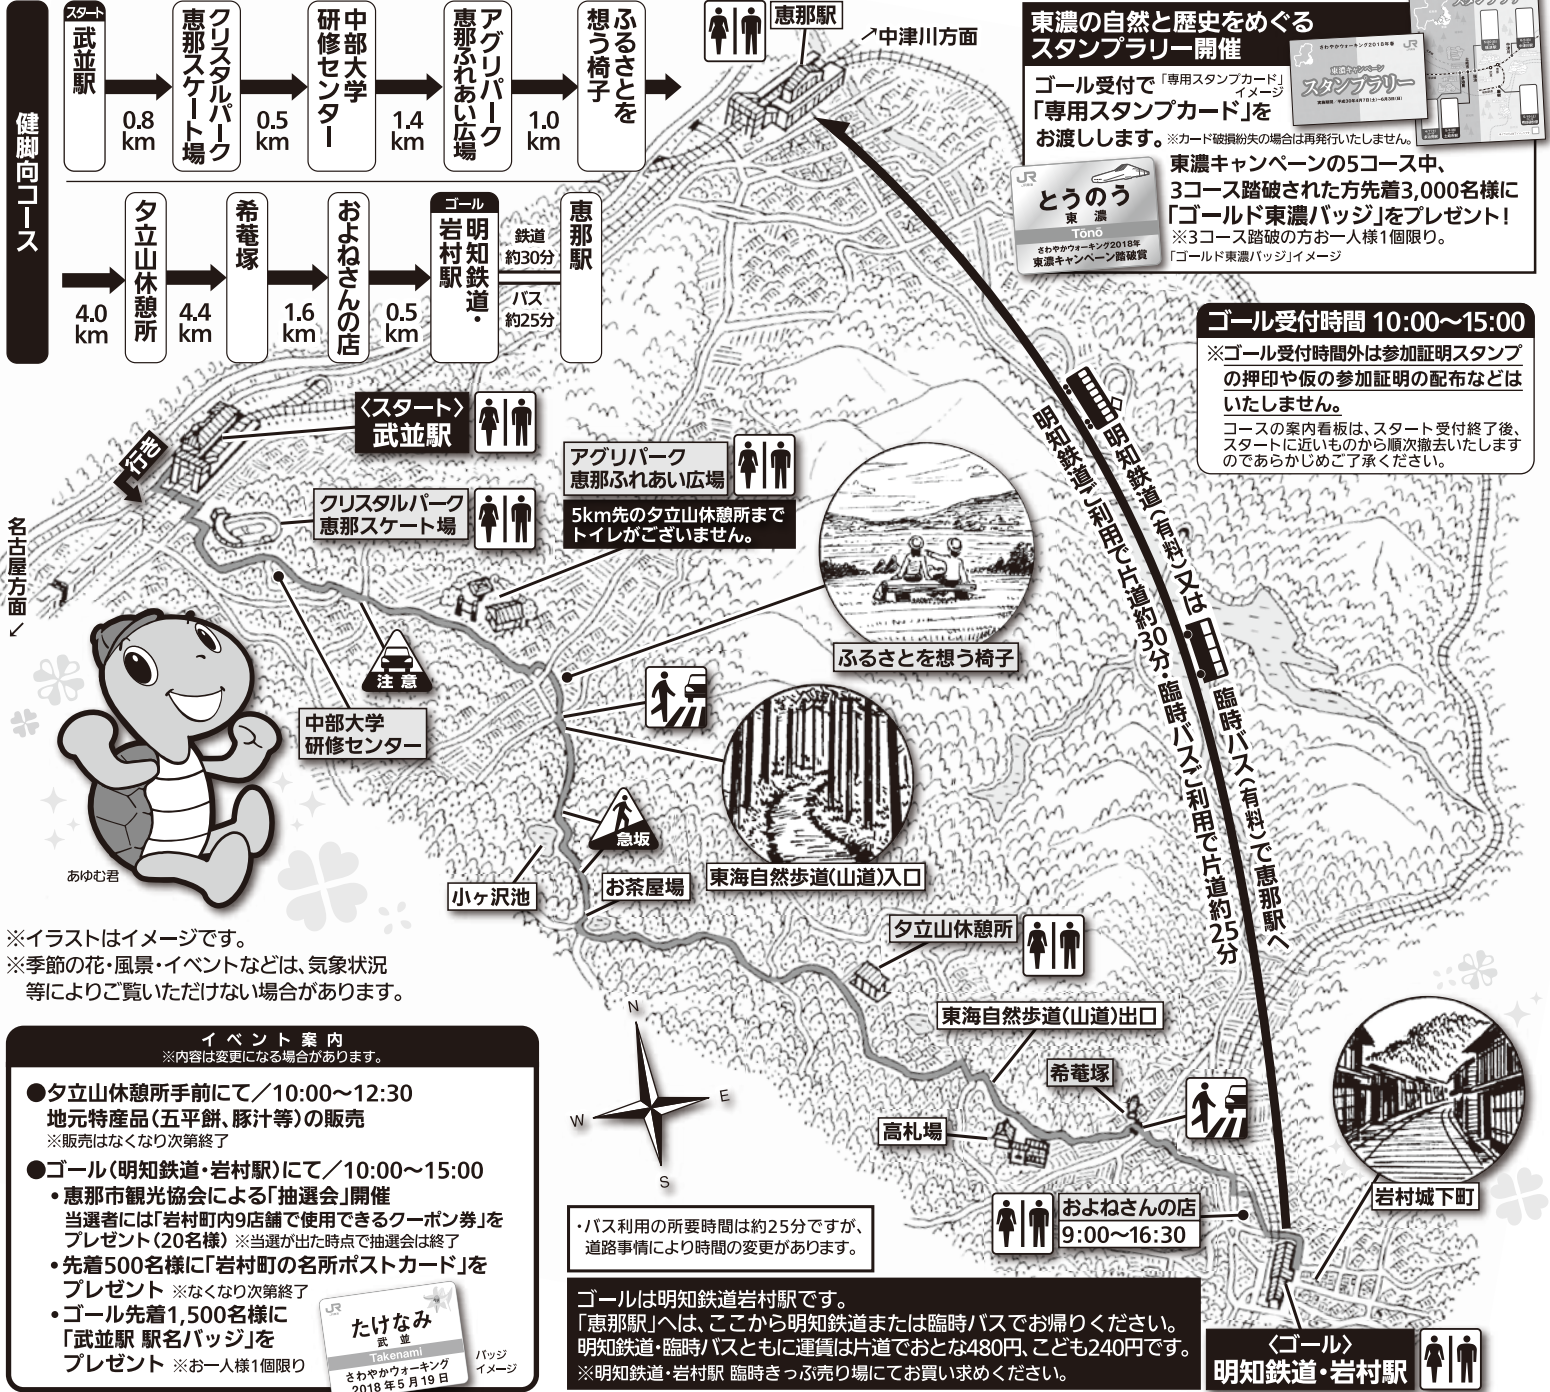 健脚向コース
スタート
武並駅
0.8
km
クリスタルパーク
恵那スケート場
0.5
km
中部大学
研修センター
1.4
km
アグリパーク
恵那ふれあい広場
1.0
km
ふるさとを
想う椅子
4.0
km
夕立山休憩所
4.4
km
希菴塚
1.6
km
およねさんの店
0.5
km
ゴール
明知鉄道・
岩村駅
鉄道
約30分
バス
約25分
恵那駅
恵那駅
↗中津川方面
東濃の自然と歴史をめぐる
スタンプラリー開催
ゴール受付で
「専用スタンプカード」を
お渡しします。
「専用スタンプカード」
イメージ
※カード破損紛失の場合は再発行いたしません。
さわやかウォーキング2018年春
JR
東濃キャンペーン
スタンプラリー
東濃キャンペーンの5コース中、
3コース踏破された方先着3,000名様に
「ゴールド東濃バッジ」をプレゼント!
※3コース踏破の方お一人様1個限り。
「ゴールド東濃バッジ」イメージ
JR
とうのう
東 濃
Tōnō
さわやかウォーキング2018年
東濃キャンペーン踏破賞
ゴール受付時間 10:00〜15:00
※ゴール受付時間外は参加証明スタンプ
の押印や仮の参加証明の配布などは
いたしません。
コースの案内看板は、スタート受付終了後、
スタートに近いものから順次撤去いたします
のであらかじめご了承ください。
〈スタート〉
武並駅
行き
名古屋方面↙
クリスタルパーク
恵那スケート場
アグリパーク
恵那ふれあい広場
5km先の夕立山休憩所まで
トイレがございません。
ふるさとを想う椅子
注意
中部大学
研修センター
東海自然歩道(山道)入口
急坂
お茶屋場
小ヶ沢池
明知鉄道(有料)又は臨時バス(有料)で恵那駅へ
明知鉄道ご利用で片道約30分・臨時バスご利用で片道約25分
あゆむ君
※イラストはイメージです。
※季節の花・風景・イベントなどは、気象状況
等によりご覧いただけない場合があります。
夕立山休憩所
東海自然歩道(山道)出口
希菴塚
高札場
岩村城下町
およねさんの店
9:00〜16:30
N
E
W
S
イベント案内
※内容は変更になる場合があります。
●夕立山休憩所手前にて／10:00〜12:30
地元特産品(五平餅、豚汁等)の販売
※販売はなくなり次第終了
●ゴール(明知鉄道・岩村駅)にて／10:00〜15:00
・恵那市観光協会による「抽選会」開催
当選者には「岩村町内9店舗で使用できるクーポン券」を
プレゼント(20名様) ※当選が出た時点で抽選会は終了
・先着500名様に「岩村町の名所ポストカード」を
プレゼント ※なくなり次第終了
・ゴール先着1,500名様に
「武並駅 駅名バッジ」を
プレゼント ※お一人様1個限り
JR
たけなみ
武 並
Takenami
さわやかウォーキング
2018年5月19日
バッジ
イメージ
・バス利用の所要時間は約25分ですが、
道路事情により時間の変更があります。
ゴールは明知鉄道岩村駅です。
「恵那駅」へは、ここから明知鉄道または臨時バスでお帰りください。
明知鉄道・臨時バスともに運賃は片道でおとな480円、こども240円です。
※明知鉄道・岩村駅 臨時きっぷ売り場にてお買い求めください。
〈ゴール〉
明知鉄道・岩村駅